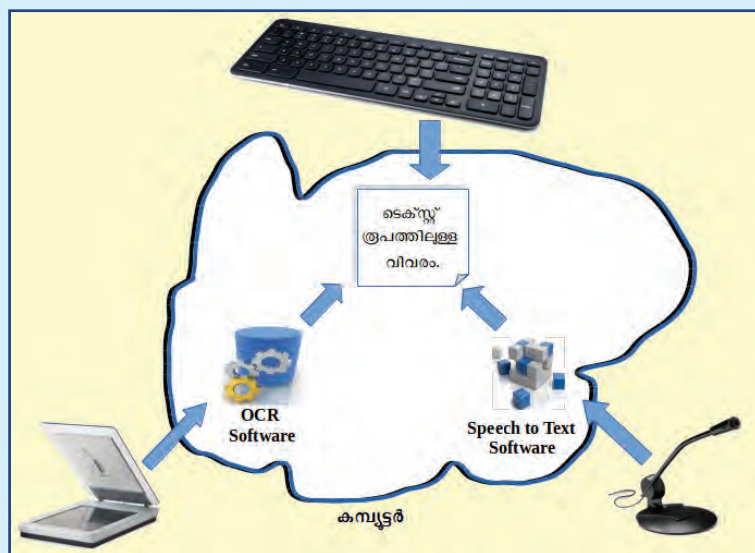 ടെക്സ്റ്റ്
രൂപത്തിലുള്ള
വിവരം.
OCR
Software
Speech to Text
Software
കമ്പ്യൂട്ടർ